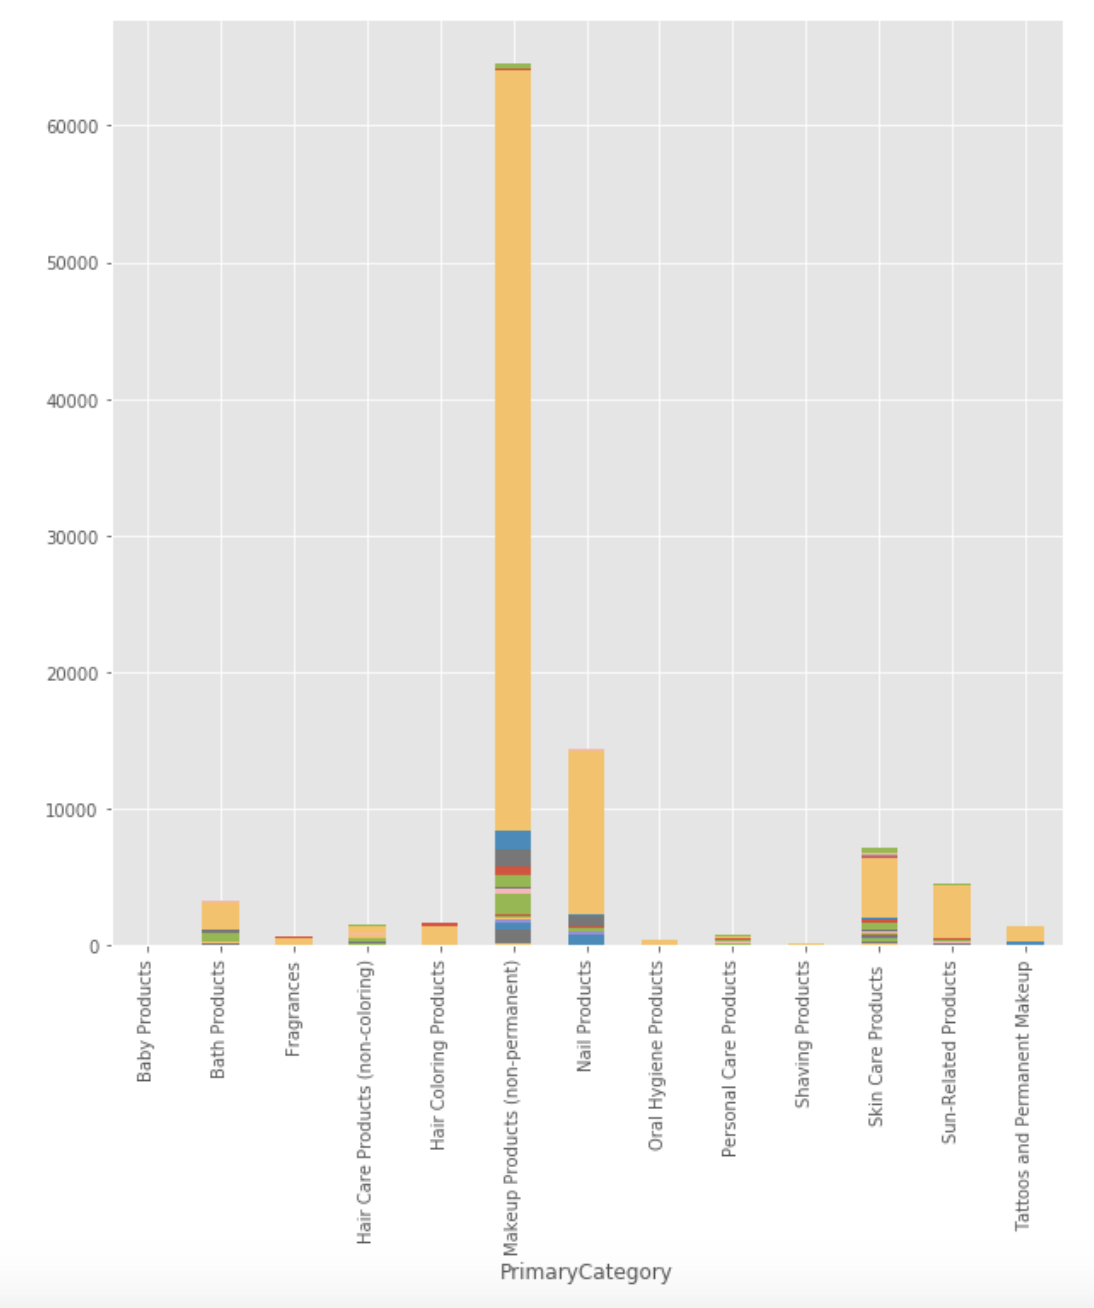 60000
50000
40000
30000
20000
10000
0
Baby Products
Bath Products
Fragrances
Hair Care Products (non-coloring)
Hair Coloring Products
Makeup Products (non-permanent)
Nail Products
Oral Hygiene Products
Personal Care Products
Shaving Products
Skin Care Products
Sun-Related Products
Tattoos and Permanent Makeup
PrimaryCategory